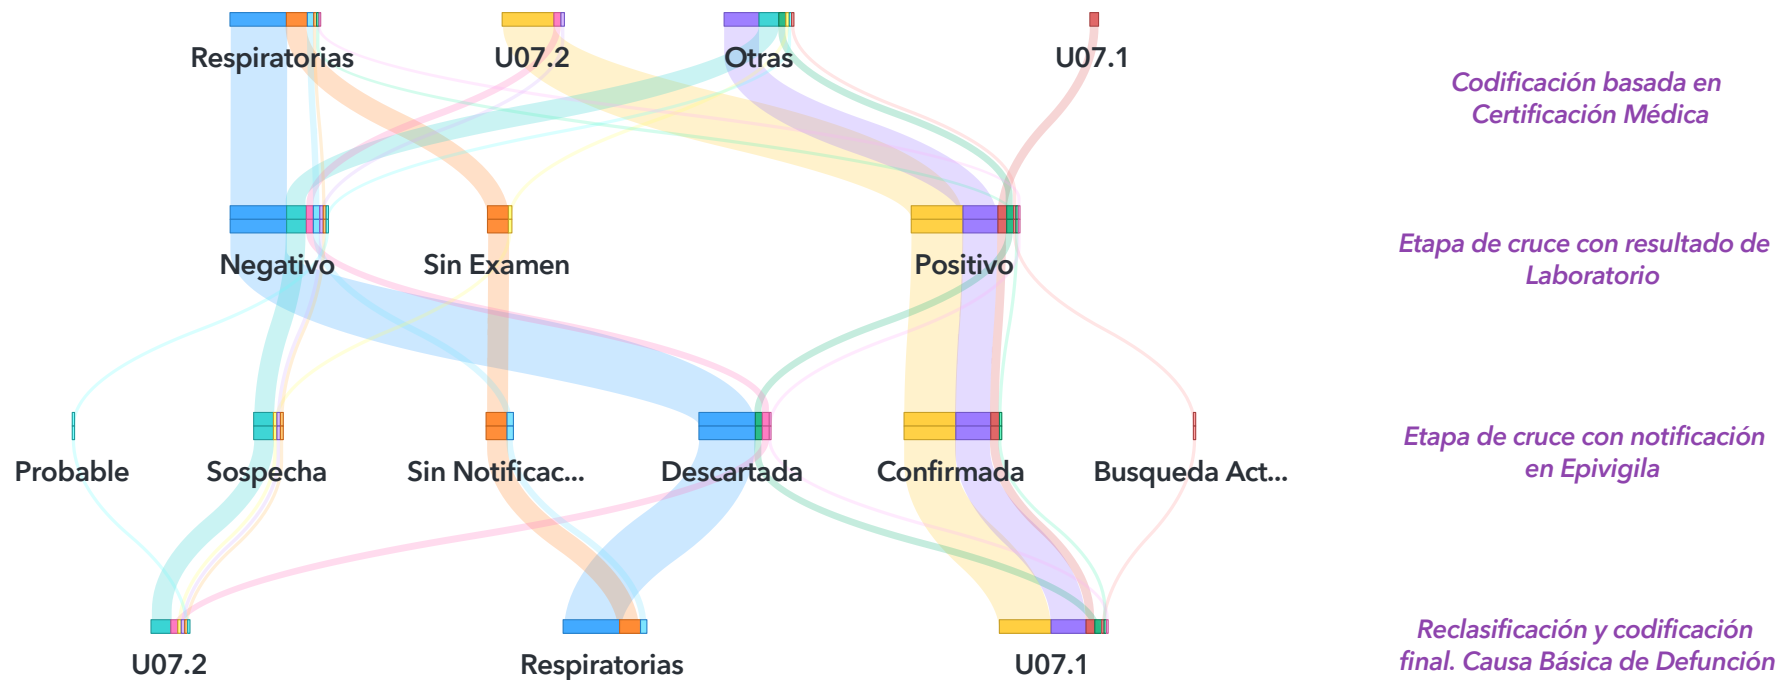 Respiratorias
U07.2
Otras
U07.1
Codificación basada en
Certificación Médica
Negativo
Sin Examen
Positivo
Etapa de cruce con resultado de
Laboratorio
Probable
Sospecha
Sin Notificac...
Descartada
Confirmada
Busqueda Act...
Etapa de cruce con notificación
en Epivigila
U07.2
Respiratorias
U07.1
Reclasificación y codificación
final. Causa Básica de Defunción